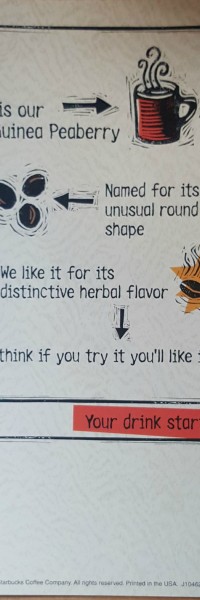 is our
uinea Peaberry
Named for its
unusual round
shape
We like it for its
distinctive herbal flavor
think if you try it you'll like
Your drink star
Starbucks Coffee Company. All rights reserved. Printed in the USA.